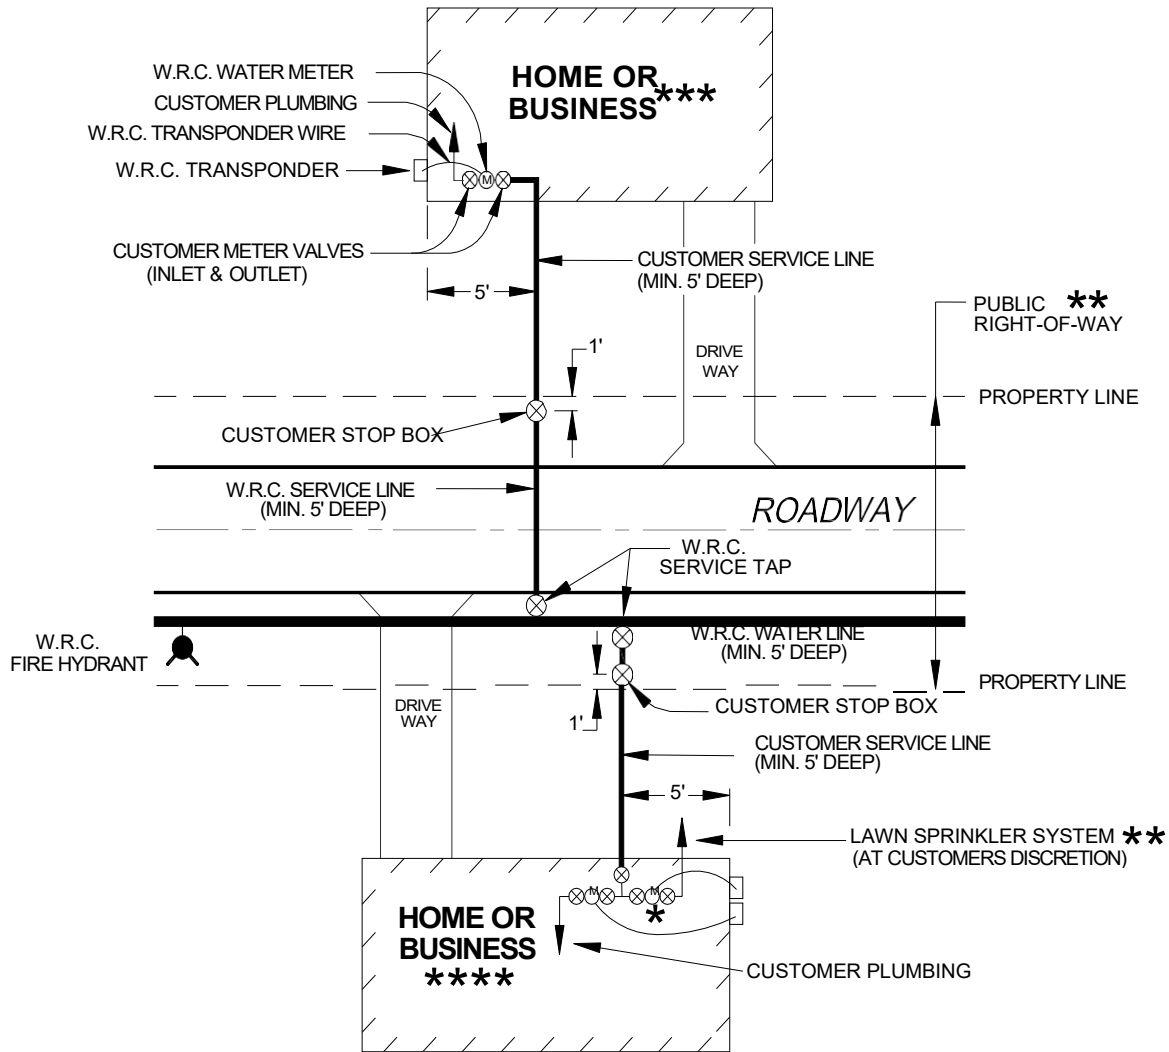 W.R.C. WATER METER
CUSTOMER PLUMBING
W.R.C. TRANSPONDER WIRE
W.R.C. TRANSPONDER
HOME OR
BUSINESS ***
M
CUSTOMER METER VALVES
(INLET & OUTLET)
5'
CUSTOMER SERVICE LINE
(MIN. 5' DEEP)
PUBLIC **
RIGHT-OF-WAY
1'
DRIVE
WAY
PROPERTY LINE
CUSTOMER STOP BOX
W.R.C. SERVICE LINE
(MIN. 5' DEEP)
ROADWAY
W.R.C.
SERVICE TAP
W.R.C.
FIRE HYDRANT
W.R.C. WATER LINE
(MIN. 5' DEEP)
PROPERTY LINE
CUSTOMER STOP BOX
DRIVE
WAY
1'
CUSTOMER SERVICE LINE
(MIN. 5' DEEP)
5'
LAWN SPRINKLER SYSTEM **
(AT CUSTOMERS DISCRETION)
M
M
*
HOME OR
BUSINESS
****
CUSTOMER PLUMBING